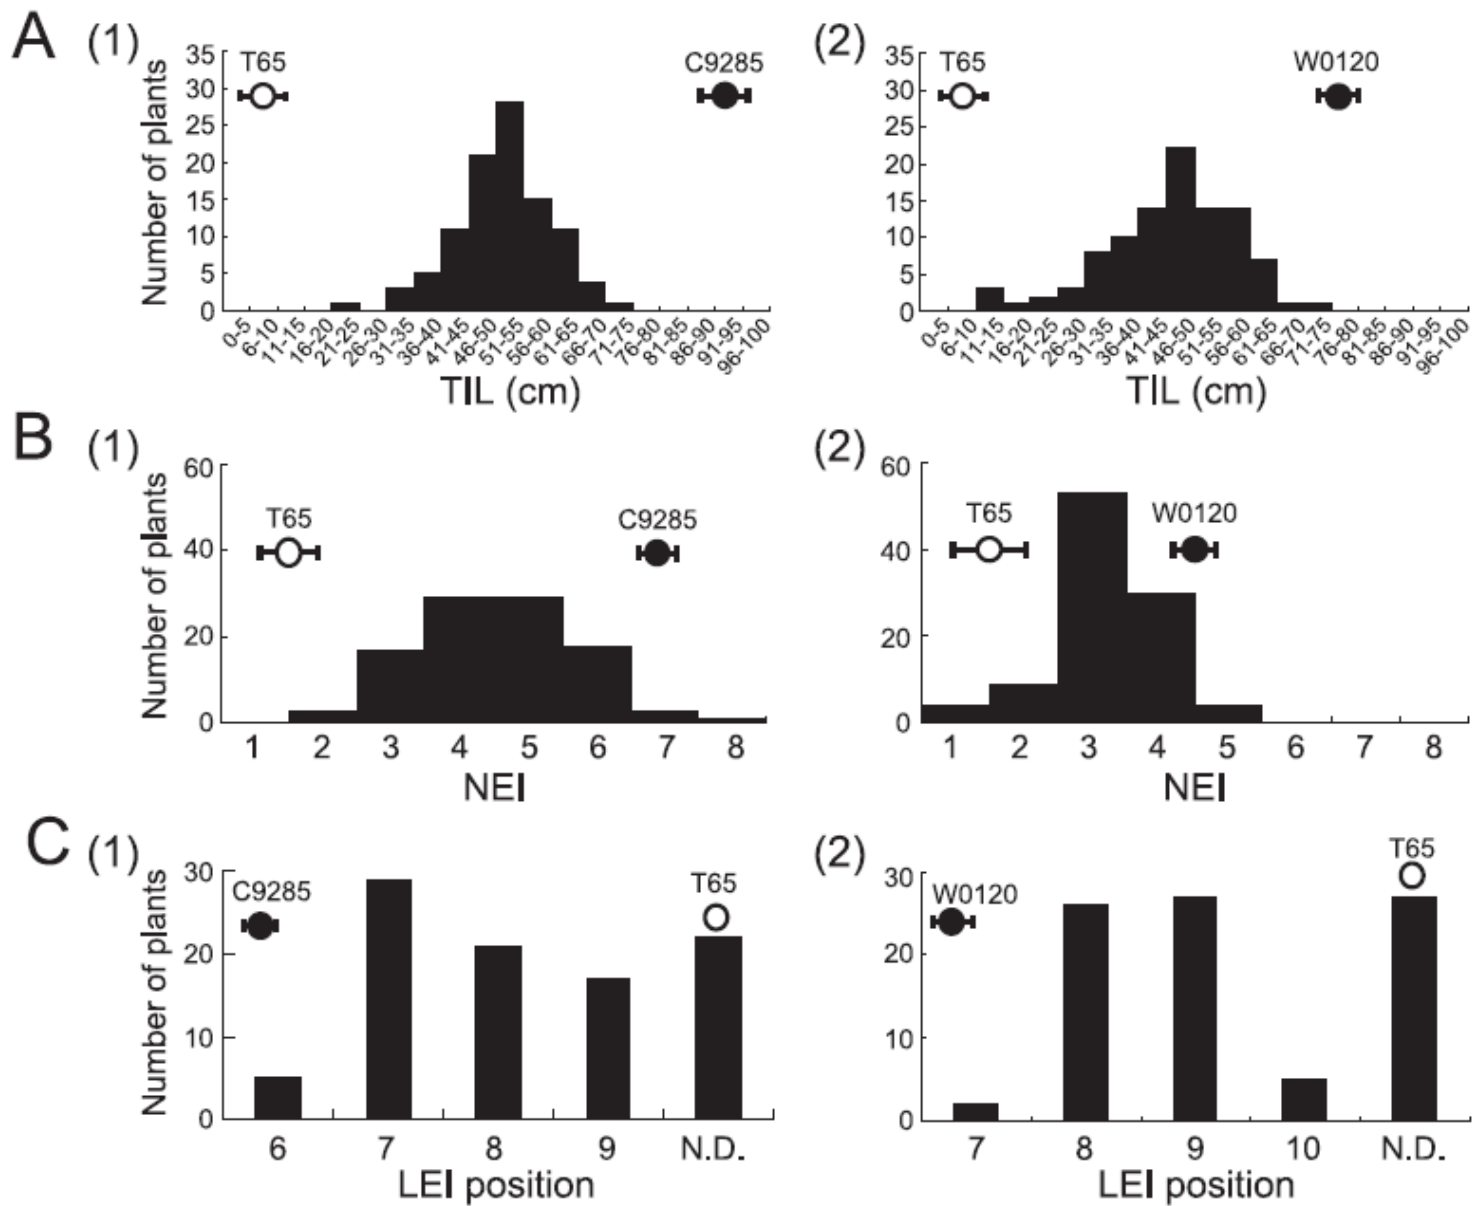 A (1) (2)
T65 C9285
T65 W0120
Number of plants
35
30
25
20
15
10
5
0
35
30
25
20
15
10
5
0
0-5 6-10 11-15 16-20 21-25 26-30 31-35 36-40 41-45 46-50 51-55 56-60 61-65 66-70 71-75 76-80 81-85 86-90 91-95 96-100
0-5 6-10 11-15 16-20 21-25 26-30 31-35 36-40 41-45 46-50 51-55 56-60 61-65 66-70 71-75 76-80 81-85 86-90 91-95 96-100
TIL (cm) TIL (cm)
B (1) (2)
T65 C9285
T65 W0120
Number of plants
60
40
20
0
60
40
20
0
1 2 3 4 5 6 7 8
1 2 3 4 5 6 7 8
NEI NEI
C (1) (2)
C9285 T65
W0120 T65
Number of plants
30
20
10
0
30
20
10
0
6 7 8 9 N.D.
7 8 9 10 N.D.
LEI position LEI position